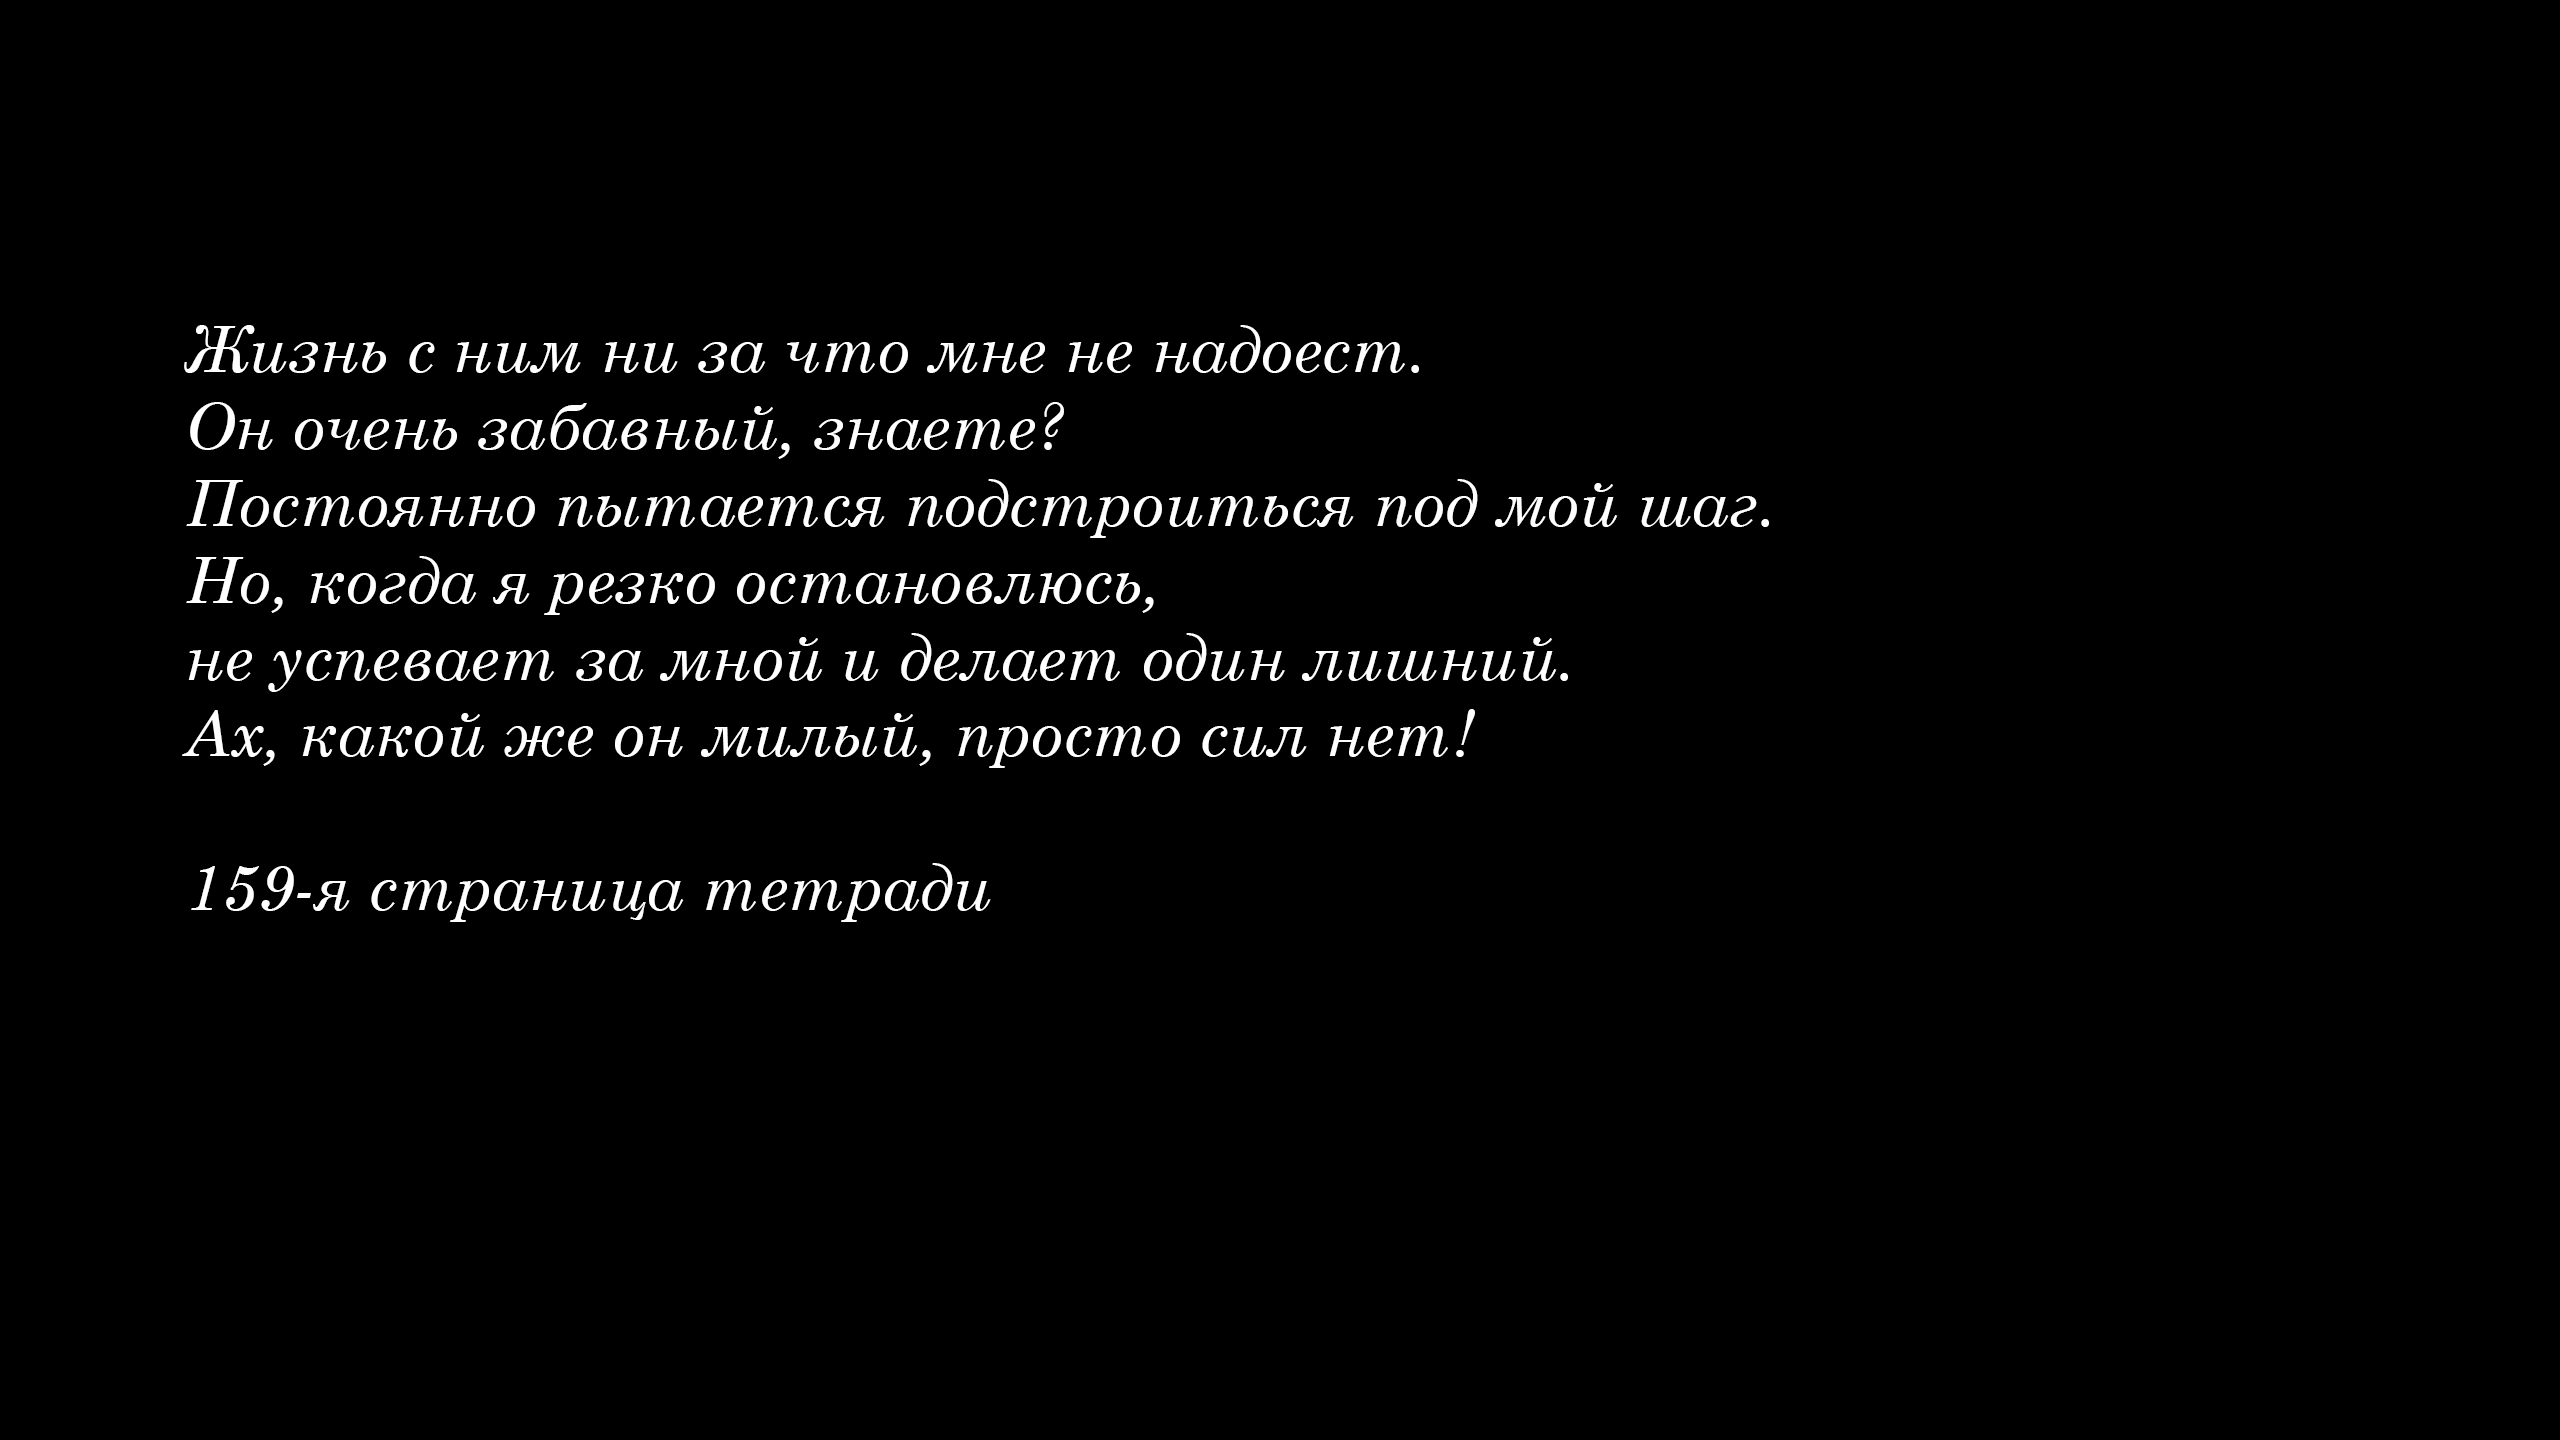 Жизнь с ним ни за что мне не надоест.
Он очень забавный, знаете?
Постоянно пытается подстроиться под мой шаг.
Но, когда я резко остановлюсь,
не успевает за мной и делает один лишний.
Ах, какой же он милый, просто сил нет!
159-я страница тетради